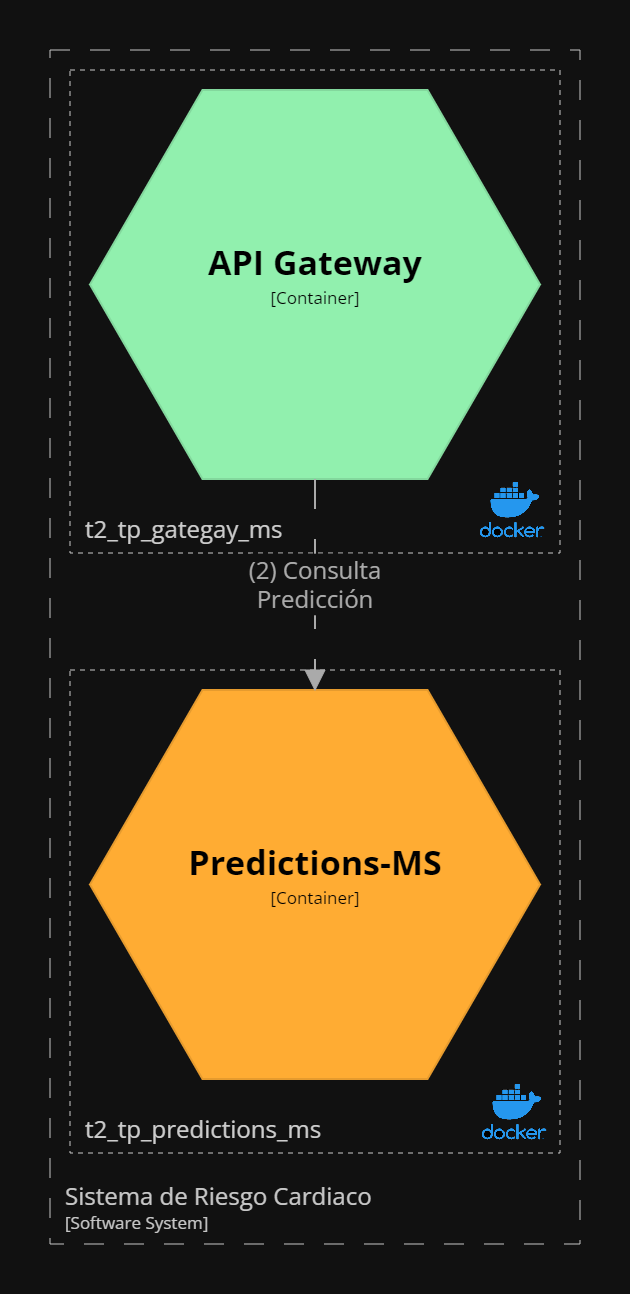 API Gateway
[Container]
docker
t2_tp_gategay_ms
(2) Consulta
Predicción
Predictions-MS
[Container]
docker
t2_tp_predictions_ms
Sistema de Riesgo Cardiaco
[Software System]